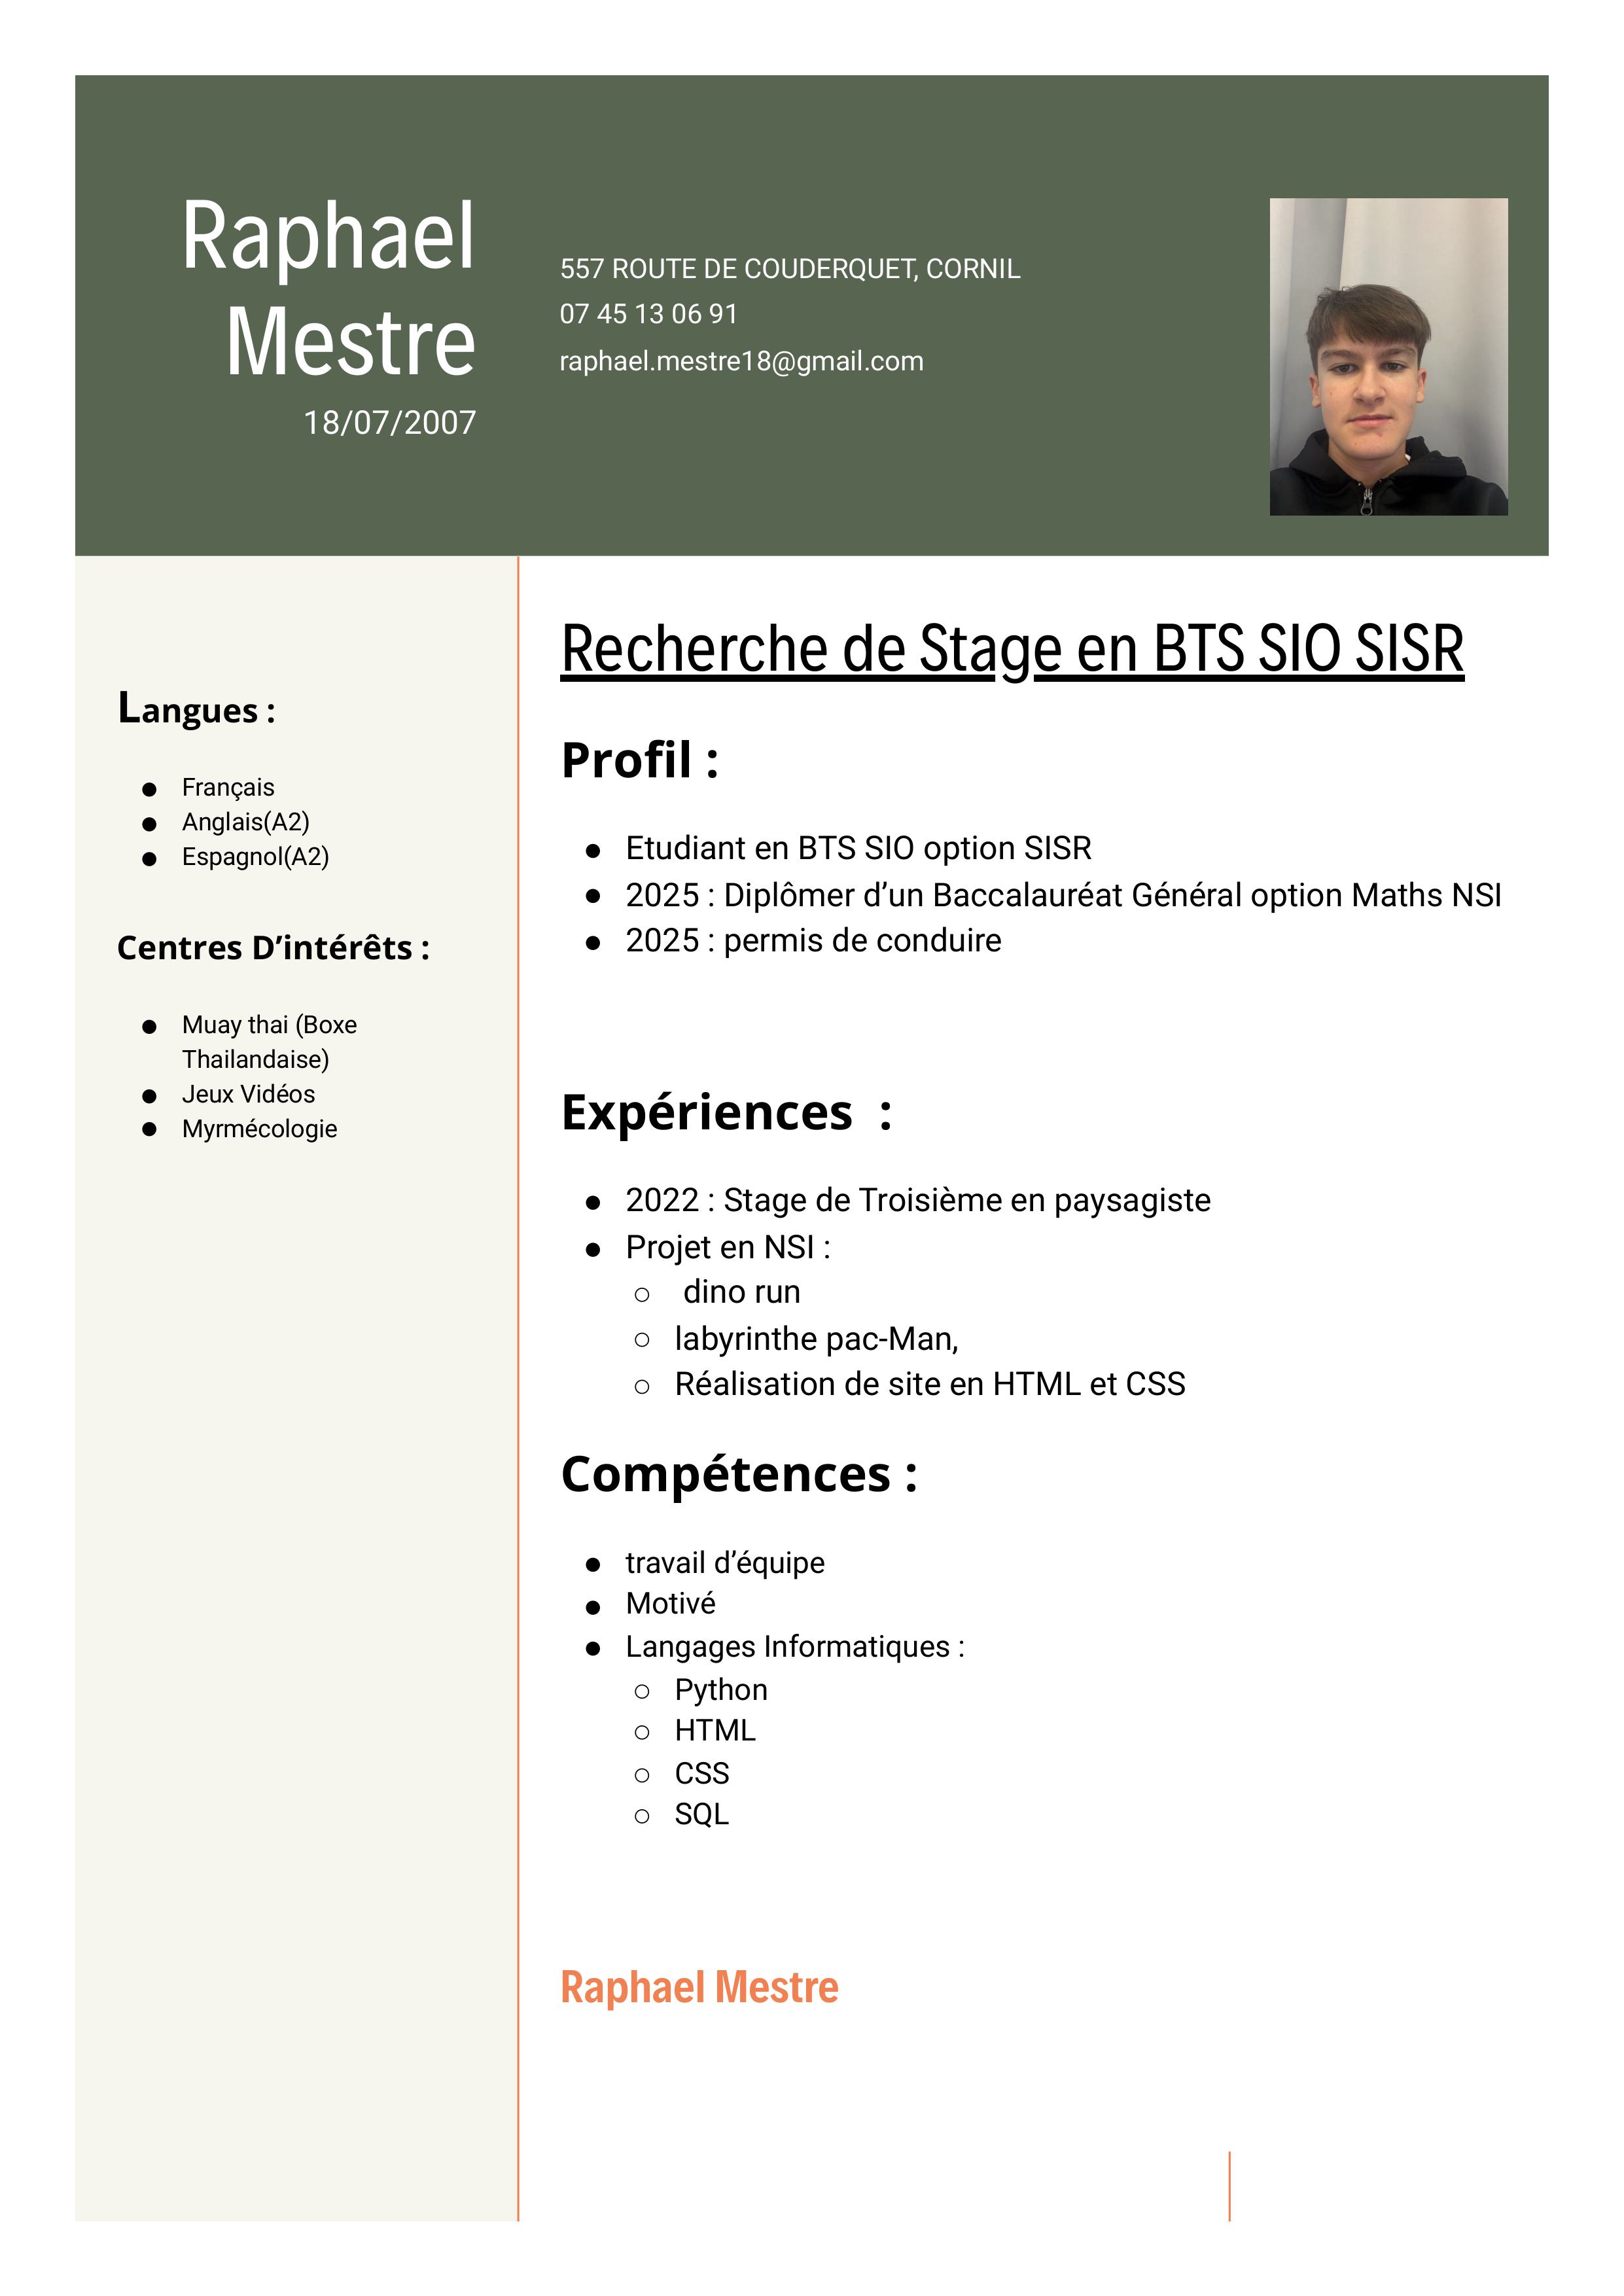 Raphael
Mestre
18/07/2007
557 ROUTE DE COUDERQUET, CORNIL
07 45 13 06 91
raphael.mestre18@gmail.com
Langues :
Français
Anglais(A2)
Espagnol(A2)
Centres D’intérêts :
Muay thai (Boxe
Thailandaise)
Jeux Vidéos
Myrmécologie
Recherche de Stage en BTS SIO SISR
Profil :
Etudiant en BTS SIO option SISR
2025 : Diplômer d’un Baccalauréat Général option Maths NSI
2025 : permis de conduire
Expériences  :
2022 : Stage de Troisième en paysagiste
Projet en NSI :
dino run
labyrinthe pac-Man,
Réalisation de site en HTML et CSS
Compétences :
travail d’équipe
Motivé
Langages Informatiques :
Python
HTML
CSS
SQL
Raphael Mestre